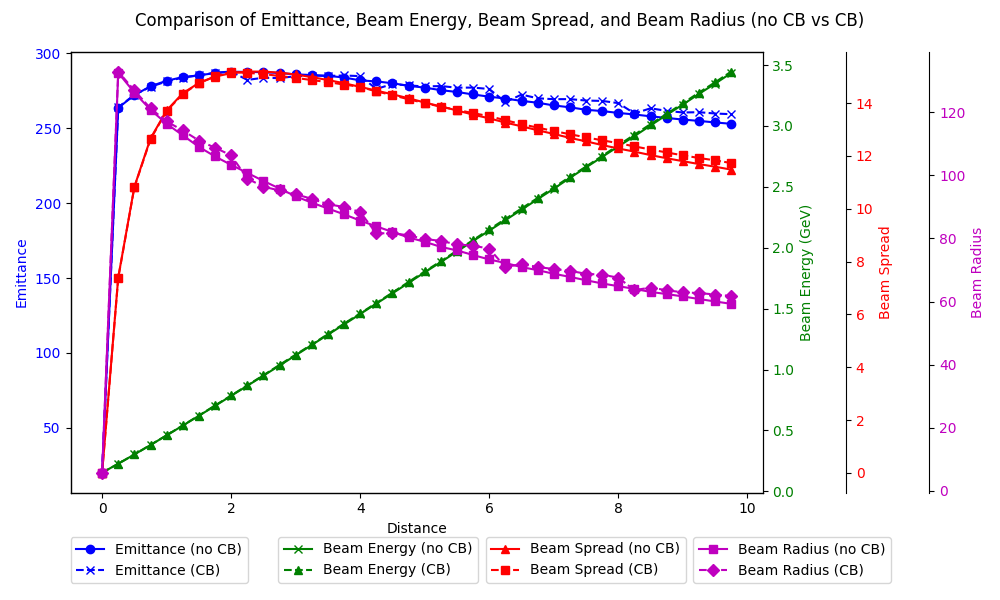 Comparison of Emittance, Beam Energy, Beam Spread, and Beam Radius (no CB vs CB)
Emittance
300
250
200
150
100
50
0
2
4
6
8
10
Distance
3.5
3.0
2.5
2.0
1.5
1.0
0.5
0.0
Beam Energy (GeV)
14
12
10
8
6
4
2
0
Beam Spread
120
100
80
60
40
20
0
Beam Radius
Emittance (no CB)
Emittance (CB)
Beam Energy (no CB)
Beam Energy (CB)
Beam Spread (no CB)
Beam Spread (CB)
Beam Radius (no CB)
Beam Radius (CB)